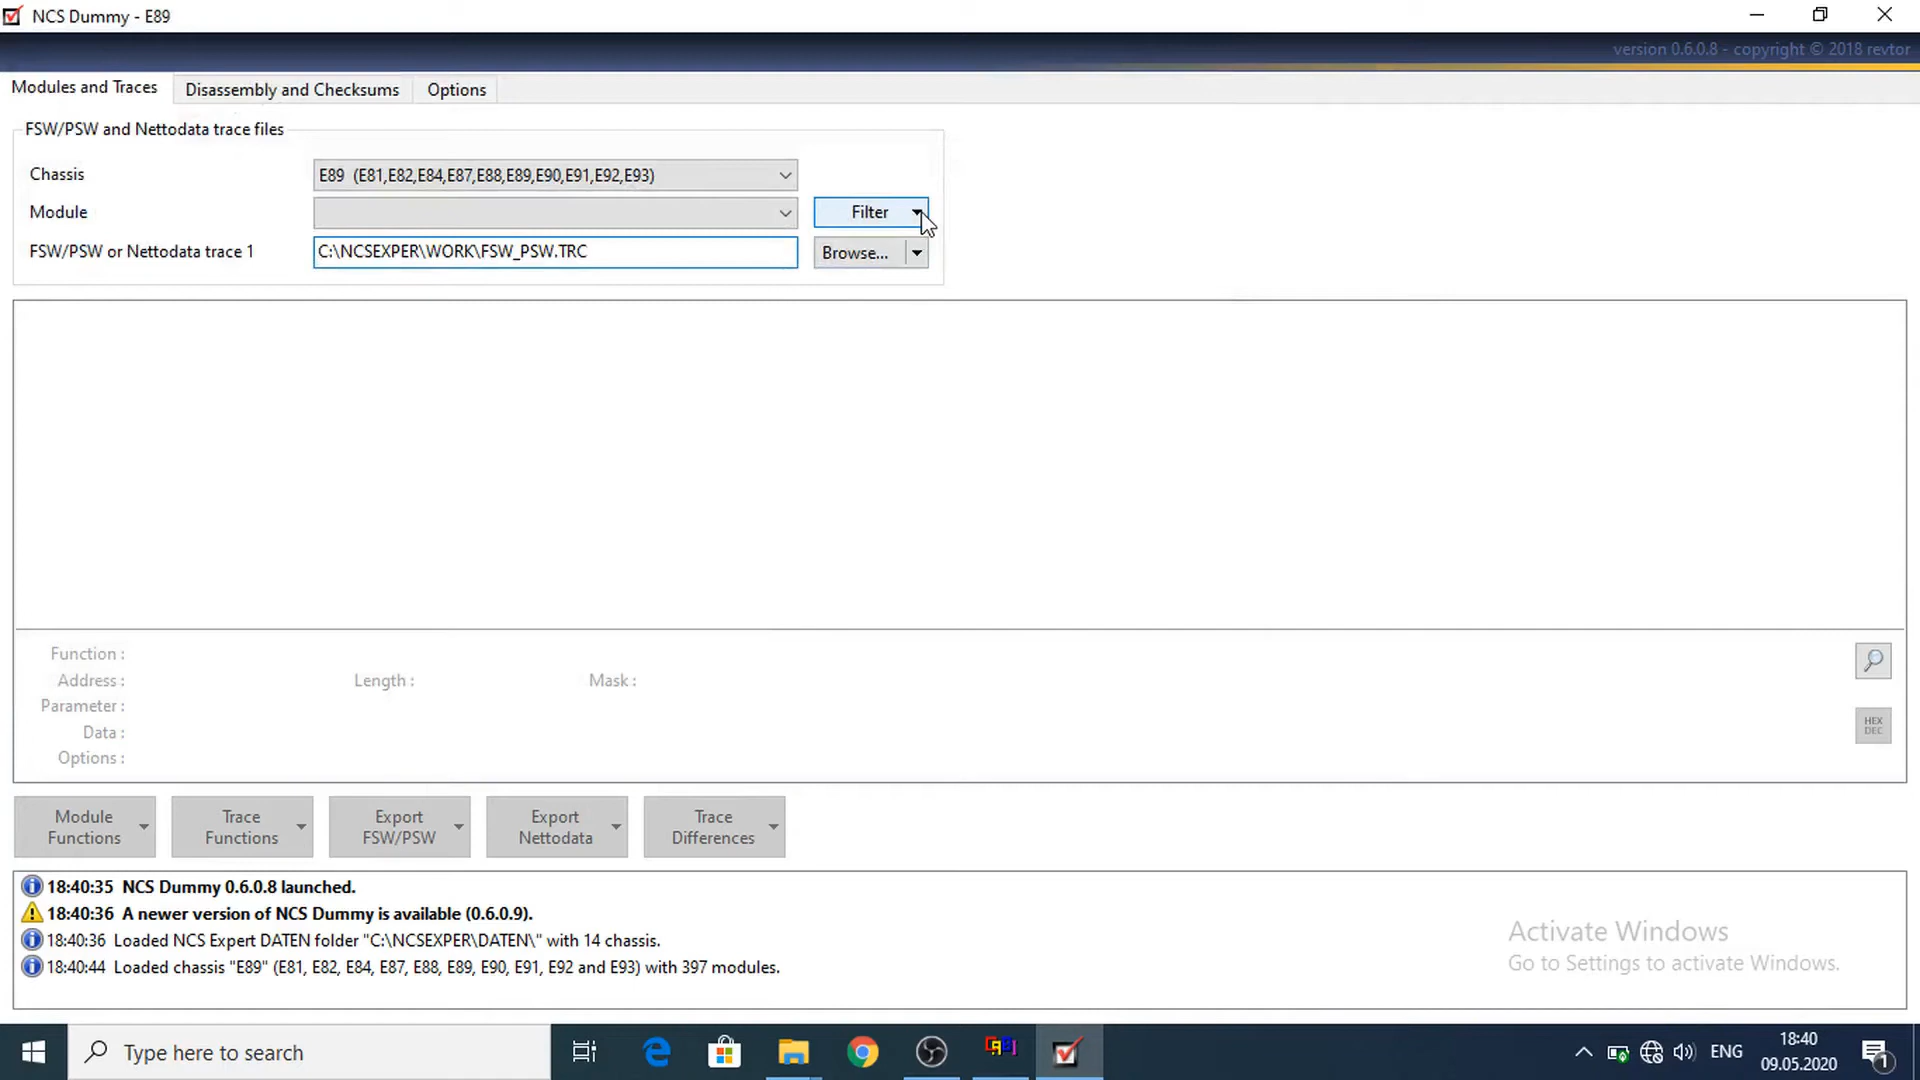 NCS Dummy - E89
version 0.6.0.8 - copyright © 2018 revtor
Modules and Traces
Disassembly and Checksums
Options
FSW/PSW and Nettodata trace files
Chassis
E89 (E81,E82,E84,E87,E88,E89,E90,E91,E92,E93)
Module
Filter
FSW/PSW or Nettodata trace 1
C:\NCSEXPER\WORK\FSW_PSW.TRC
Browse...
Function :
Address :
Length :
Mask :
Parameter :
Data :
Options :
HEX
DEC
Module
Functions
Trace
Functions
Export
FSW/PSW
Export
Nettodata
Trace
Differences
18:40:35 NCS Dummy 0.6.0.8 launched.
18:40:36 A newer version of NCS Dummy is available (0.6.0.9).
18:40:36 Loaded NCS Expert DATEN folder "C:\NCSEXPER\DATEN\" with 14 chassis.
18:40:44 Loaded chassis "E89" (E81, E82, E84, E87, E88, E89, E90, E91, E92 and E93) with 397 modules.
Activate Windows
Go to Settings to activate Windows.
Type here to search
ENG
18:40
09.05.2020
1